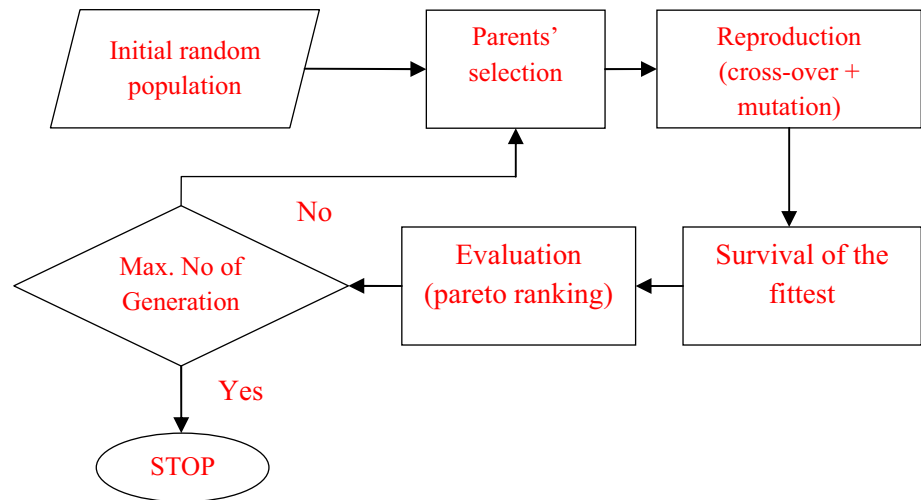 Initial random
population
Parents’
selection
Reproduction
(cross-over +
mutation)
Survival of the
fittest
Evaluation
(pareto ranking)
Max. No of
Generation
No
Yes
STOP